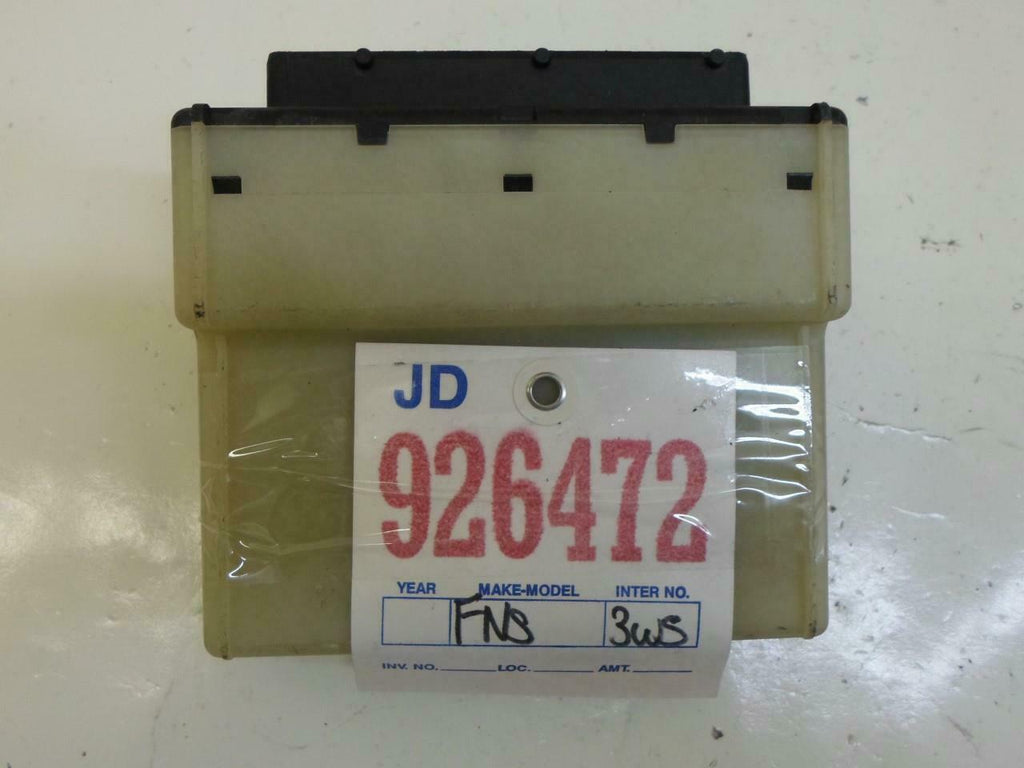 JD
926472
YEAR MAKE-MODEL INTER NO.
FNS 3WS
INV. NO. LOC. AMT.